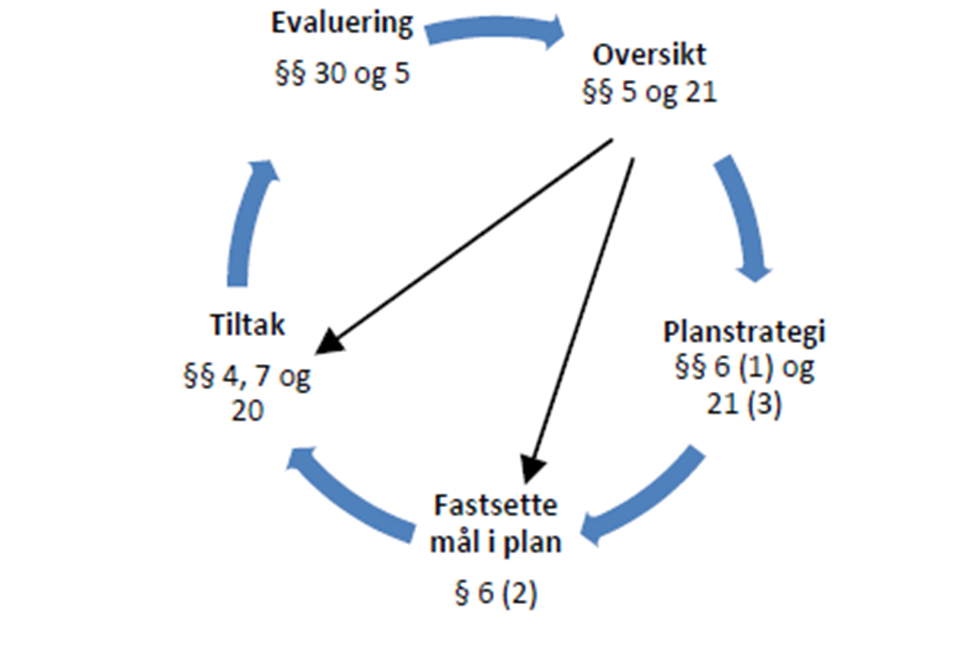 Evaluering
§§ 30 og 5
Oversikt
§§ 5 og 21
Planstrategi
§§ 6 (1) og
21 (3)
Fastsette
mål i plan
§ 6 (2)
Tiltak
§§ 4, 7 og
20